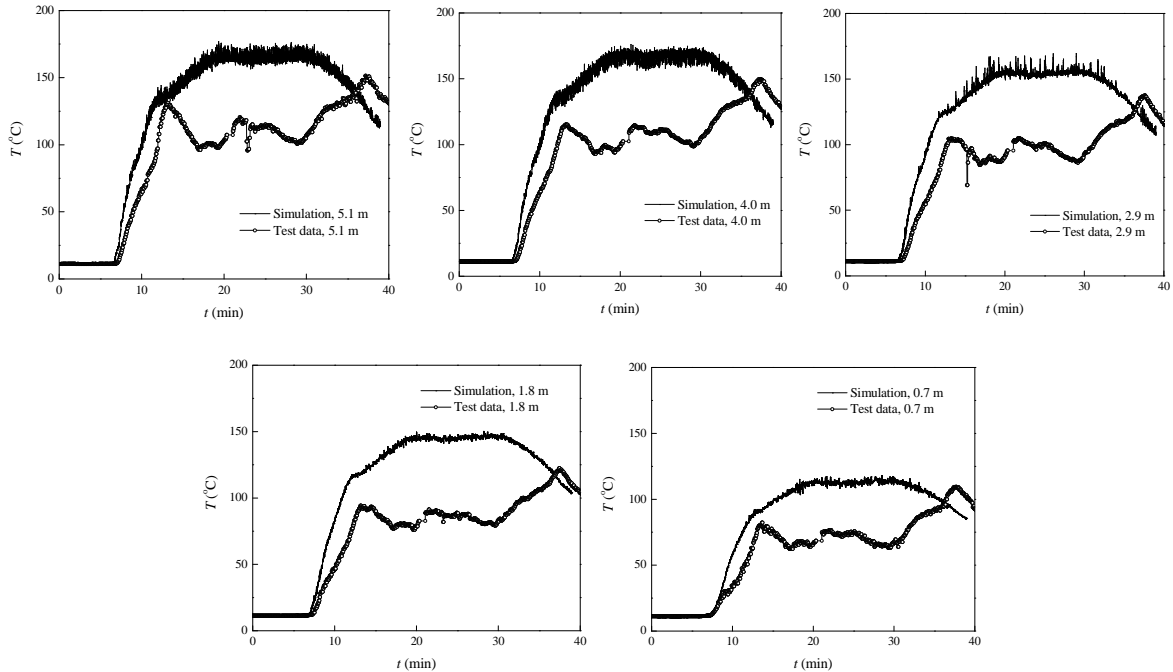 200
150
100
50
0
T (°C)
Simulation, 5.1 m
Test data, 5.1 m
0 10 20 30 40
t (min)
200
150
100
50
0
T (°C)
Simulation, 4.0 m
Test data, 4.0 m
0 10 20 30 40
t (min)
200
150
100
50
0
T (°C)
Simulation, 2.9 m
Test data, 2.9 m
0 10 20 30 40
t (min)
200
150
100
50
0
T (°C)
Simulation, 1.8 m
Test data, 1.8 m
0 10 20 30 40
t (min)
200
150
100
50
0
T (°C)
Simulation, 0.7 m
Test data, 0.7 m
0 10 20 30 40
t (min)